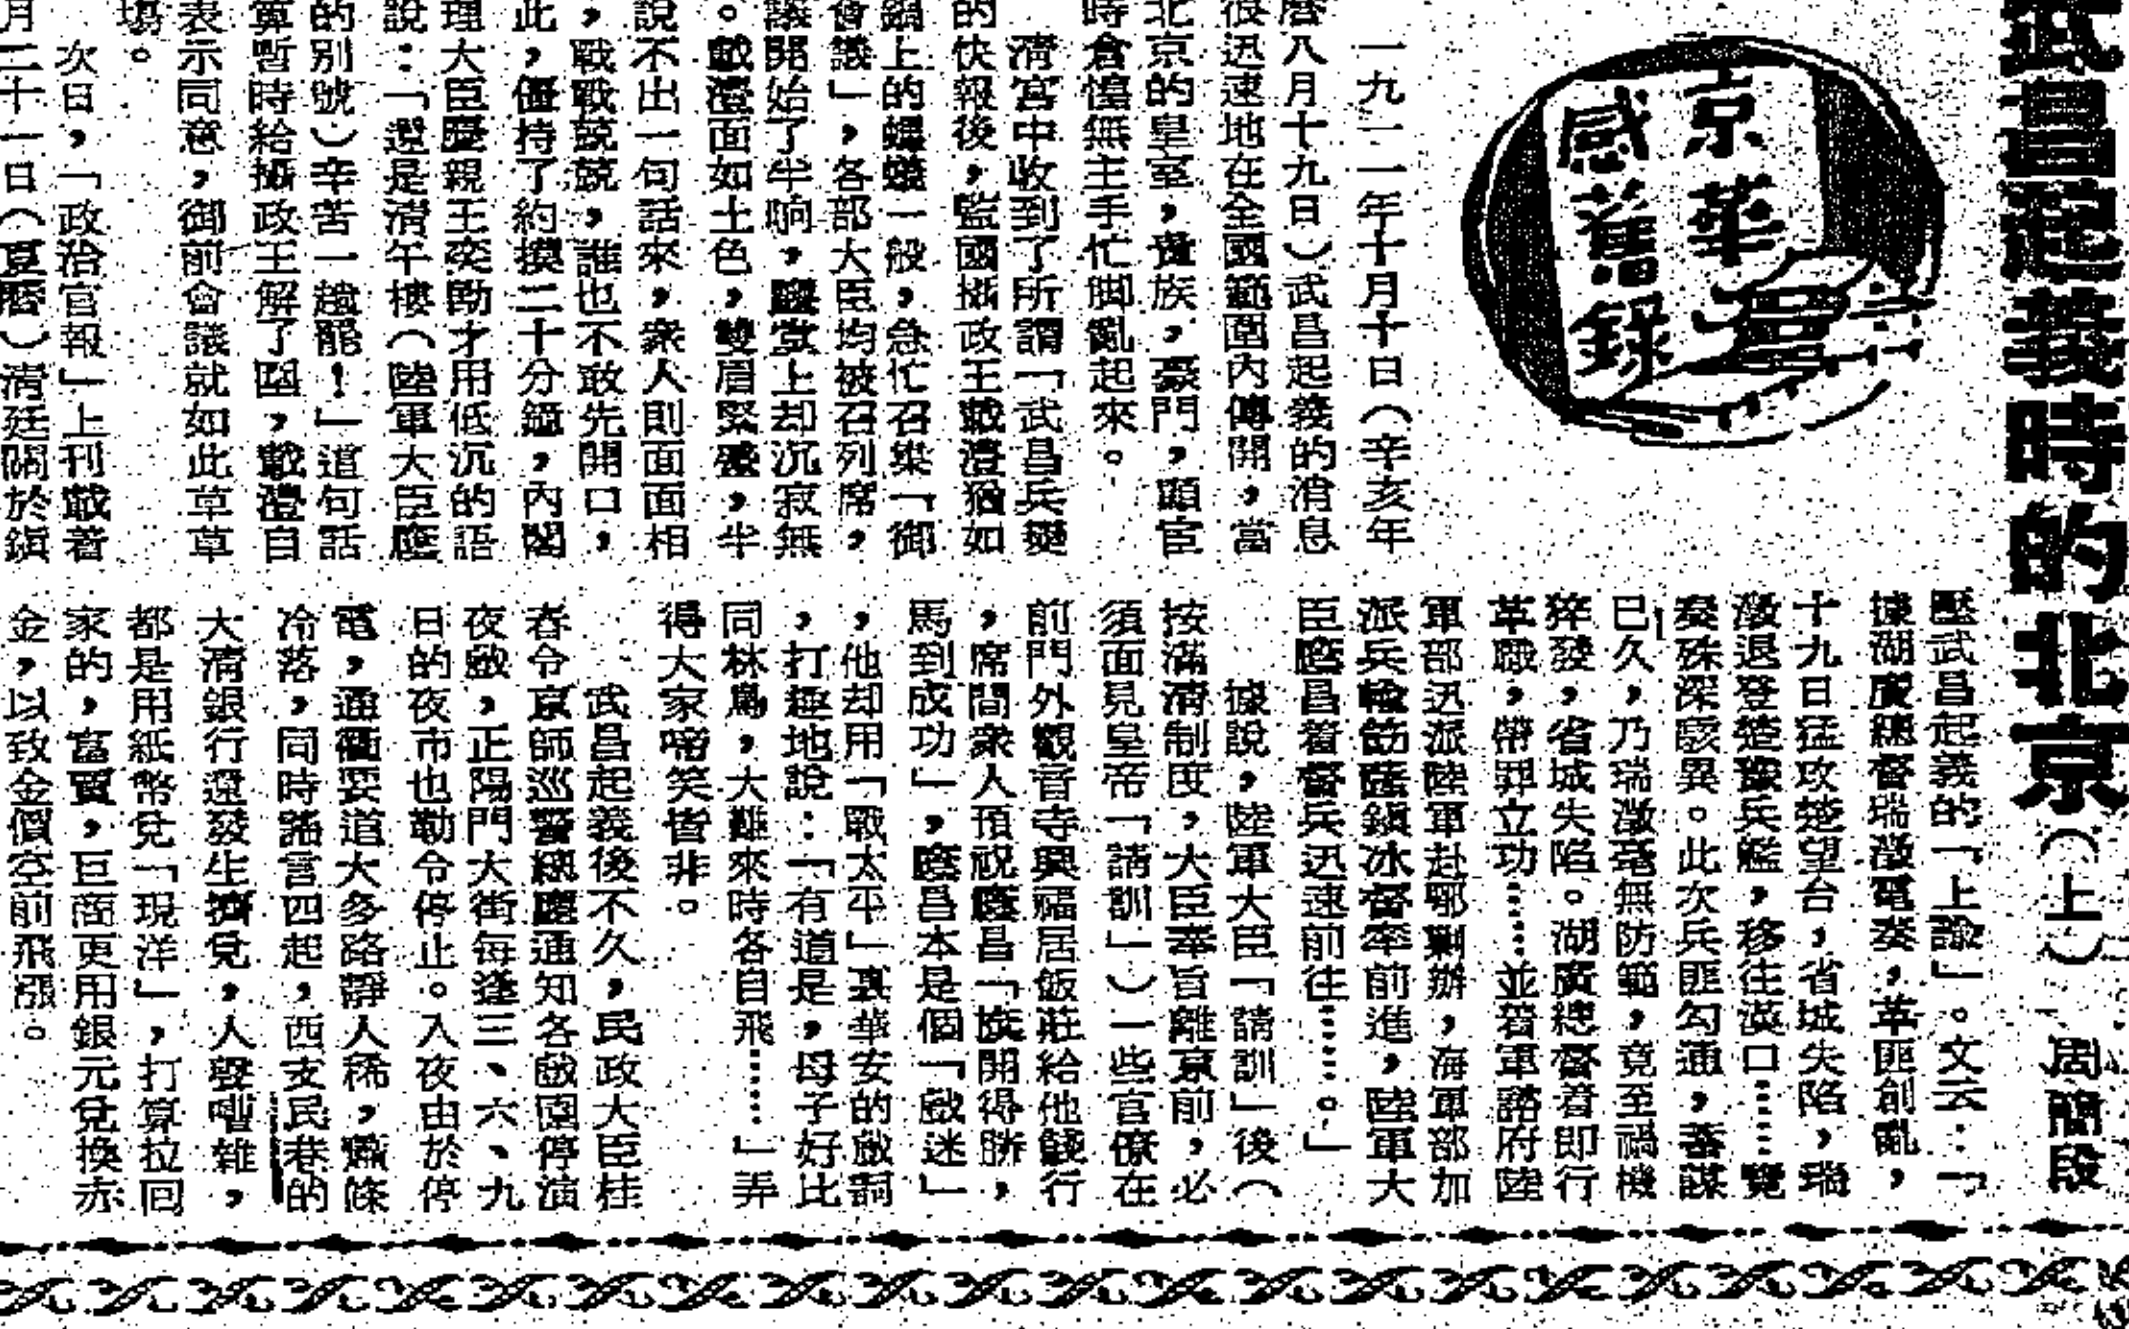 武昌起義時的北京(上) 周簡段
京華
感舊錄
一九一一年十月十日(辛亥年
曆八月十九日)武昌起義的消息
很迅速地在全國範圍內傳開,當
北京的皇室,貴族,豪門,顯官
時倉惶無主手忙脚亂起來。
清宮中收到了所謂「武昌兵變
的快報後,監國攝政王載灃猶如
鍋上的螞蟻一般,急忙召集「御
會議」,各部大臣均被召列席,
議開始了半晌,廳堂上却沉寂無
。載灃面如土色,雙眉緊鎖,半
說不出一句話來,衆人則面面相
,戰戰兢兢,誰也不敢先開口,
此,僵持了約摸二十分鐘,內閣
理大臣慶親王奕劻才用低沉的語
說:「還是請午樓(陸軍大臣廕
的別號)辛苦一趟罷!」這句話
算暫時給攝政王解了圍,載灃自
表示同意,御前會議就如此草草
場。
次日,「政治官報」上刊載着
月二十一日(夏曆)清廷關於鎮
壓武昌起義的「上諭」。文云:「
據湖廣總督瑞澂電奏,革匪創亂,
十九日猛攻楚望台,省城失陷,瑞
澂退登楚豫兵艦,移往漢口……覽
奏殊深駭異。此次兵匪勾通,蓄謀
已久,乃瑞澂毫無防範,竟至禍機
猝發,省城失陷。湖廣總督着即行
革職,帶罪立功……並着軍諮府陸
軍部迅派陸軍赴鄂剿辦,海軍部加
派兵輪飭薩鎮冰督率前進,陸軍大
臣廕昌着督兵迅速前往……。」
據說,陸軍大臣「請訓」後(
按滿清制度,大臣奉旨離京前,必
須面見皇帝「請訓」)一些官僚在
前門外觀音寺興福居飯莊給他餞行
,席間衆人預祝廕昌「旗開得勝,
馬到成功」,廕昌本是個「戲迷」
,他却用「戰太平」裏華安的戲詞
,打趣地說:「有道是,母子好比
同林鳥,大難來時各自飛……」弄
得大家啼笑皆非。
武昌起義後不久,民政大臣桂
春令京師巡警總廳通知各戲園停演
夜戲,正陽門大街每逢三、六、九
日的夜市也勒令停止。入夜由於停
電,通衢要道大多路靜人稀,蕭條
冷落,同時謠言四起,西交民巷的
大清銀行還發生擠兌,人聲嘈雜,
都是用紙幣兌「現洋」,打算拉回
家的,富賈,巨商更用銀元兌換赤
金,以致金價空前飛漲。